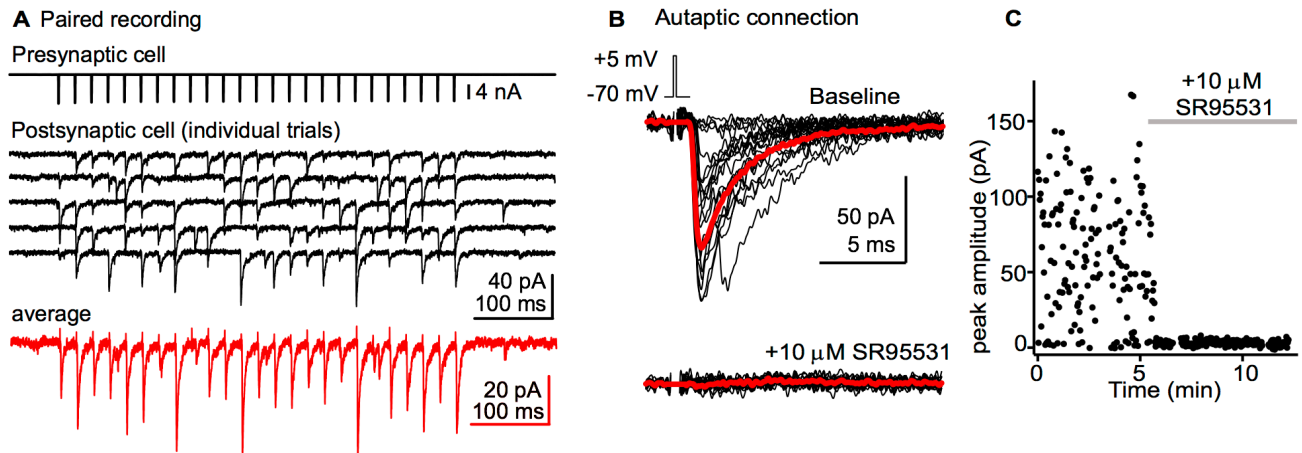 A Paired recording
Presynaptic cell
4 nA
Postsynaptic cell (individual trials)
40 pA
100 ms
average
20 pA
100 ms
B Autaptic connection
+5 mV
-70 mV
Baseline
50 pA
5 ms
+10 μM SR95531
C
+10 μM
SR95531
peak amplitude (pA)
150
100
50
0
0 5 10
Time (min)